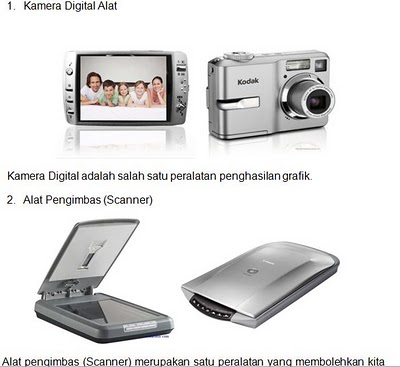 1. Kamera Digital Alat
Kodak
Kamera Digital adalah salah satu peralatan penghasilan grafik.
2. Alat Pengimbas (Scanner)
Alat pengimbas (Scanner) merupakan satu peralatan yang membolehkan kita